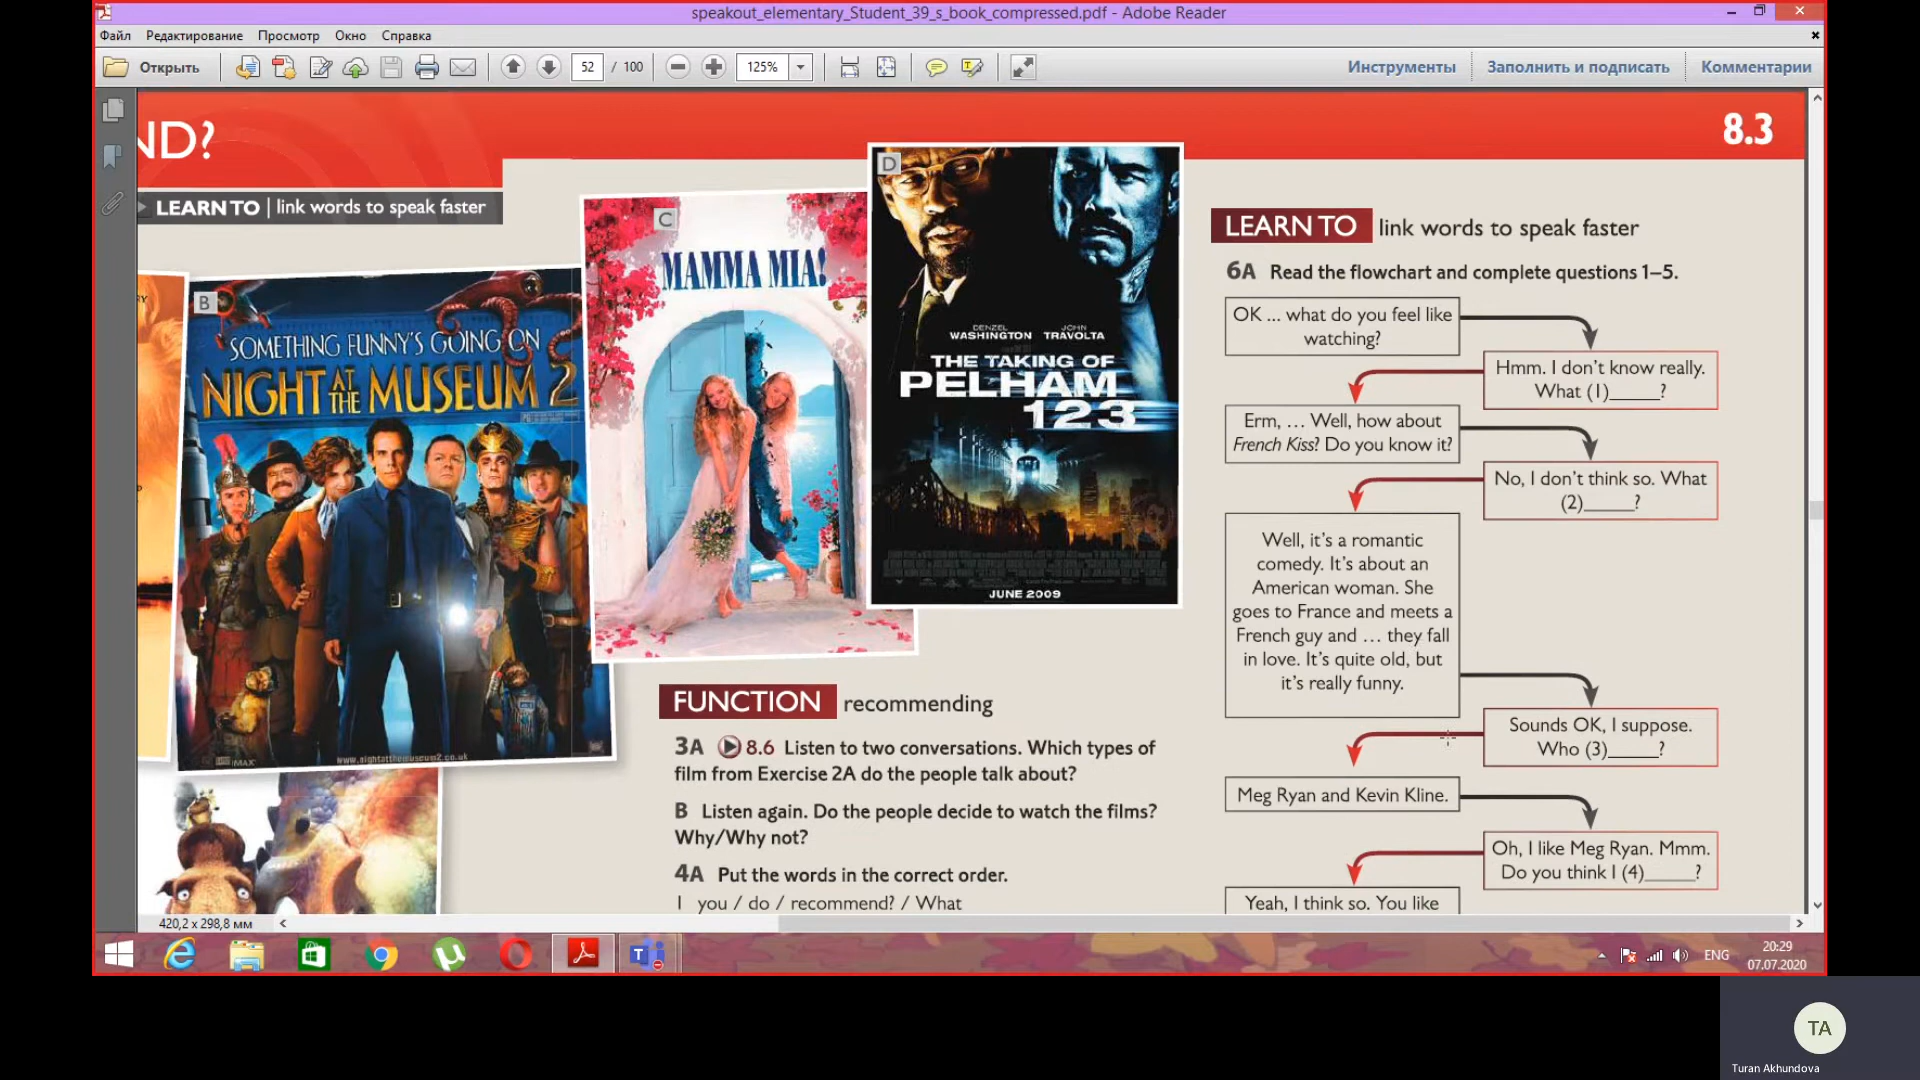 speakout_elementary_Student_39_s_book_compressed.pdf - Adobe Reader
Файл Редактирование Просмотр Окно Справка
Открыть 52 / 100 125% Инструменты Заполнить и подписать Комментарии
ND?
8.3
LEARN TO | link words to speak faster
B
SOMETHING FUNNY'S GOING ON
NIGHT AT THE MUSEUM 2
www.nightatthemuseum2.co.uk
IMAX
C
MAMMA MIA!
D
DENZEL WASHINGTON JOHN TRAVOLTA
THE TAKING OF
PELHAM
123
JUNE 2009
FUNCTION recommending
3A 8.6 Listen to two conversations. Which types of
film from Exercise 2A do the people talk about?
B Listen again. Do the people decide to watch the films?
Why/Why not?
4A Put the words in the correct order.
1 you / do / recommend? / What
LEARN TO link words to speak faster
6A Read the flowchart and complete questions 1–5.
OK ... what do you feel like
watching?
Hmm. I don't know really.
What (1)_____?
Erm, ... Well, how about
French Kiss? Do you know it?
No, I don't think so. What
(2)_____?
Well, it's a romantic
comedy. It's about an
American woman. She
goes to France and meets a
French guy and ... they fall
in love. It's quite old, but
it's really funny.
Sounds OK, I suppose.
Who (3)_____?
Meg Ryan and Kevin Kline.
Oh, I like Meg Ryan. Mmm.
Do you think I (4)_____?
Yeah, I think so. You like
420,2 x 298,8 мм
ENG
20:29
07.07.2020
TA
Turan Akhundova